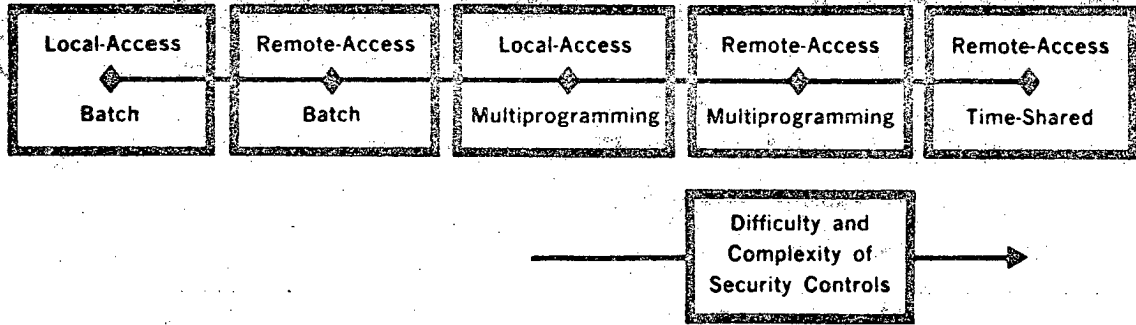 Local-Access
Batch
Remote-Access
Batch
Local-Access
Multiprogramming
Remote-Access
Multiprogramming
Remote-Access
Time-Shared
Difficulty and
Complexity of
Security Controls